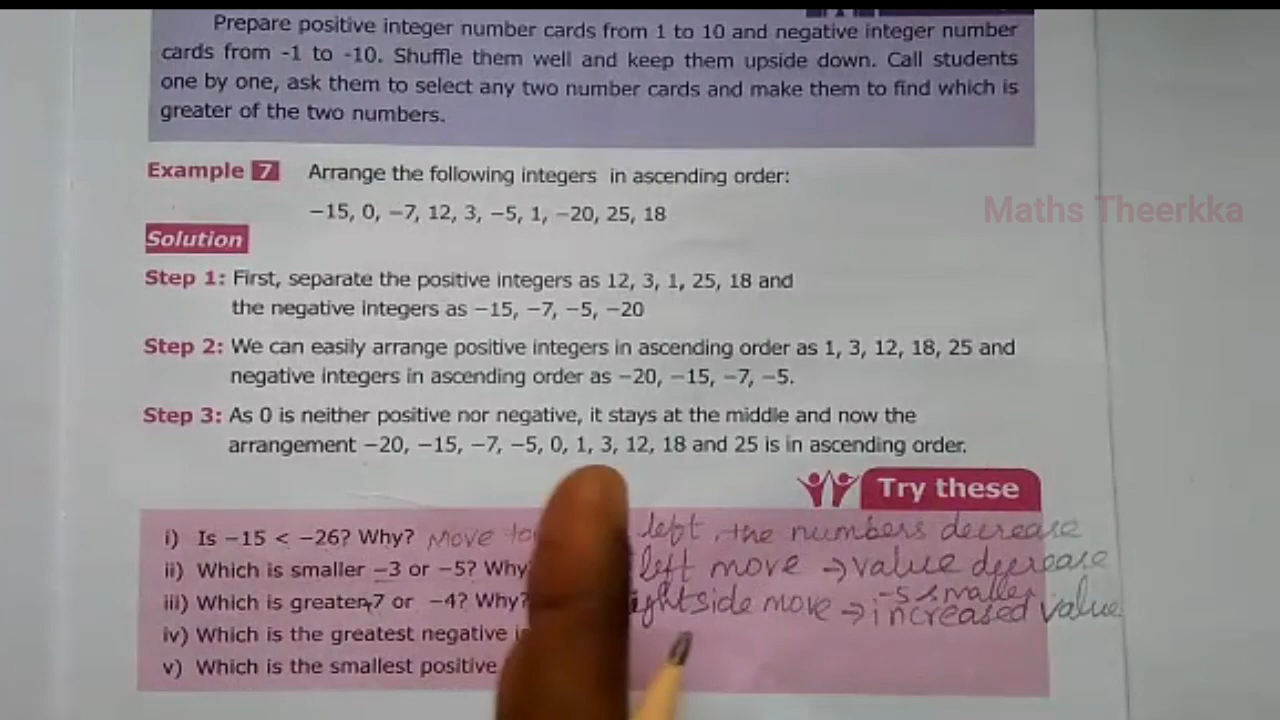 Prepare positive integer number cards from 1 to 10 and negative integer number
cards from -1 to -10. Shuffle them well and keep them upside down. Call students
one by one, ask them to select any two number cards and make them to find which is
greater of the two numbers.
Example 7 Arrange the following integers in ascending order:
−15, 0, −7, 12, 3, −5, 1, −20, 25, 18
Maths Theerkka
Solution
Step 1: First, separate the positive integers as 12, 3, 1, 25, 18 and
the negative integers as −15, −7, −5, −20
Step 2: We can easily arrange positive integers in ascending order as 1, 3, 12, 18, 25 and
negative integers in ascending order as −20, −15, −7, −5.
Step 3: As 0 is neither positive nor negative, it stays at the middle and now the
arrangement −20, −15, −7, −5, 0, 1, 3, 12, 18 and 25 is in ascending order.
Try these
i) Is −15 < −26? Why? Move left, the numbers decrease
ii) Which is smaller −3 or −5? Why left move → value decrease
−5 smaller
iii) Which is greater 7 or −4? Why? side move → increased value
iv) Which is the greatest negative
v) Which is the smallest positive